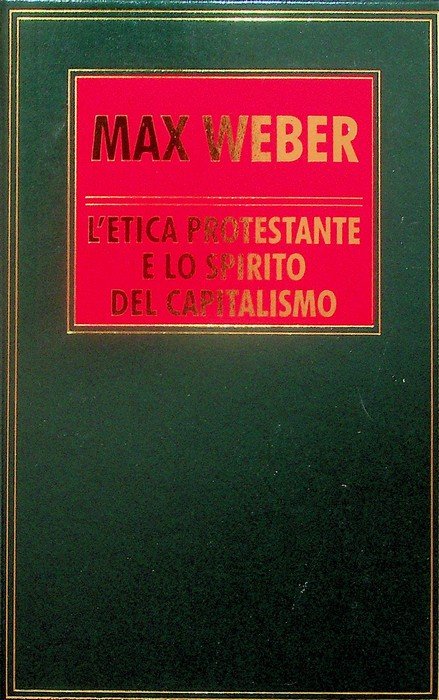 MAX WEBER
L'ETICA PROTESTANTE
E LO SPIRITO
DEL CAPITALISMO